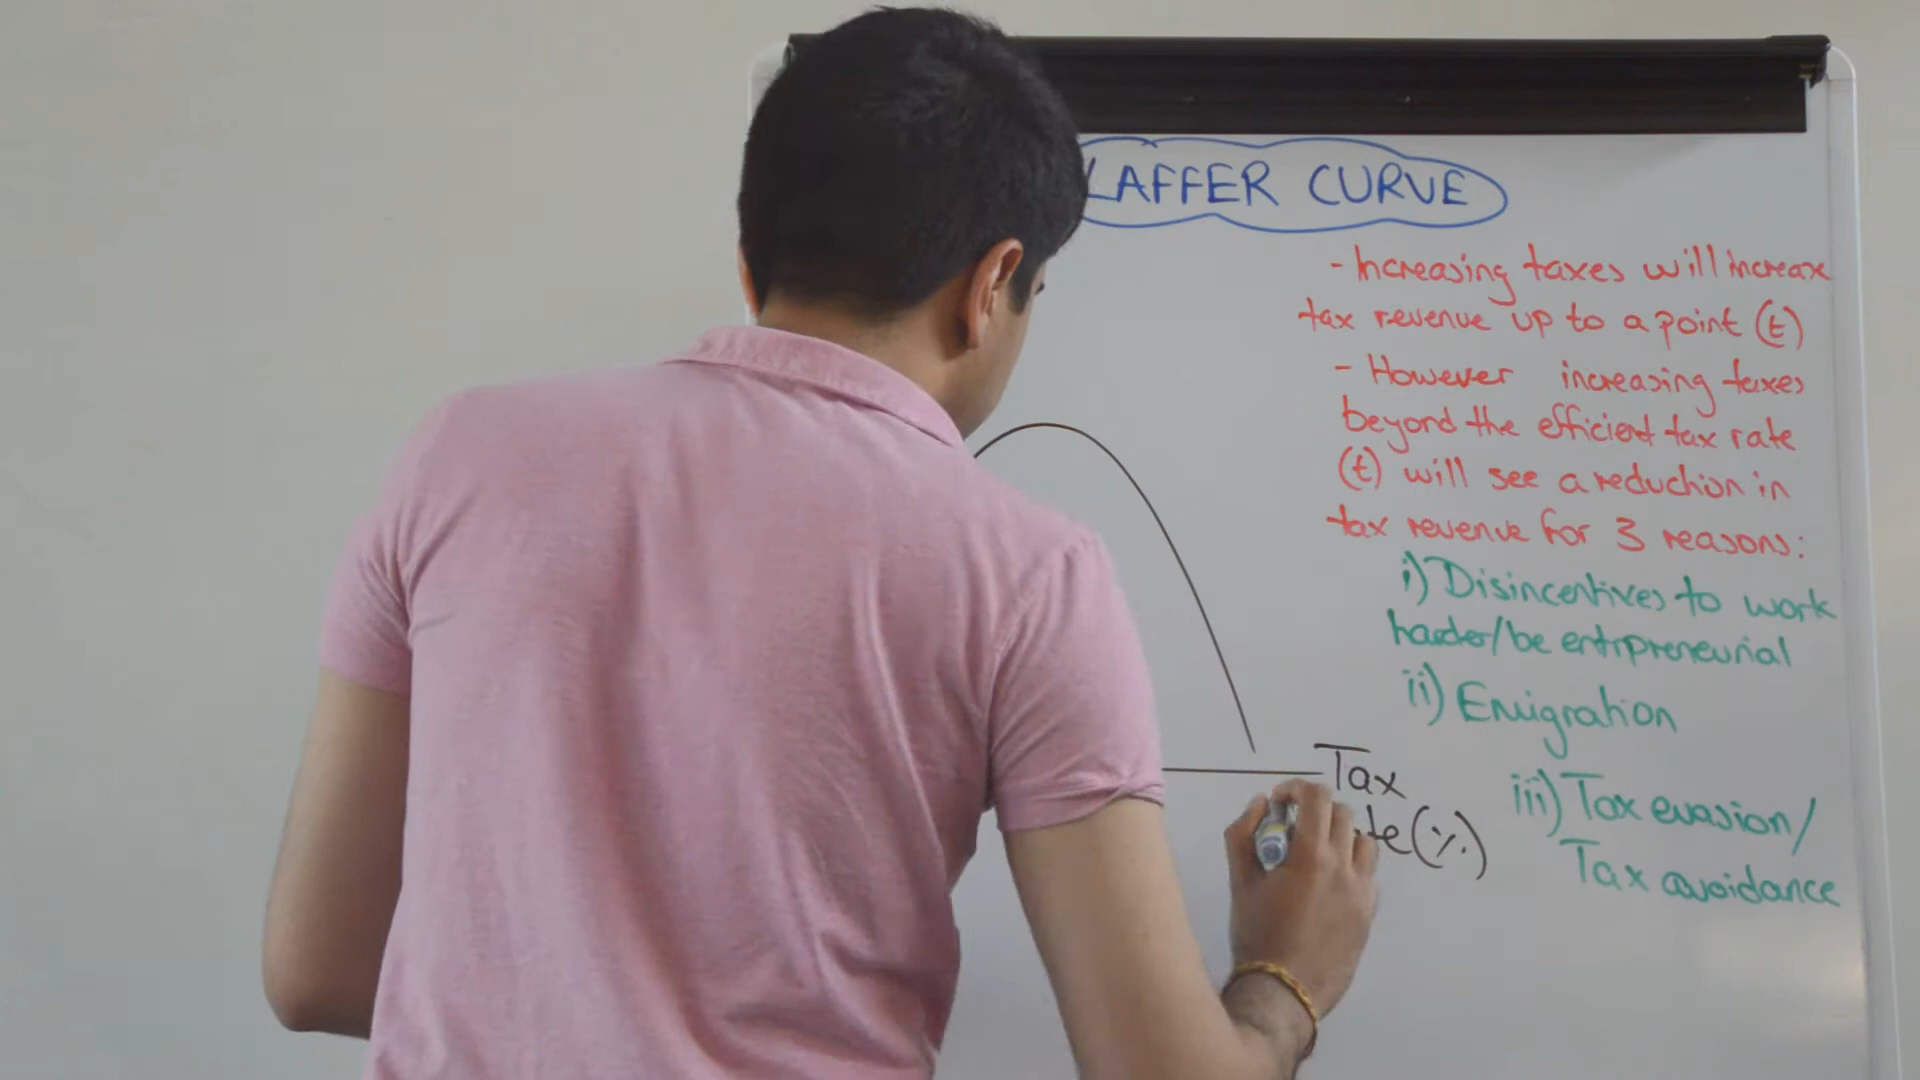 LAFFER CURVE
- Increasing taxes will increase
tax revenue up to a point (t)
- However increasing taxes
beyond the efficient tax rate
(t) will see a reduction in
tax revenue for 3 reasons:
i) Disincentives to work
harder/be entrpreneurial
ii) Emigration
iii) Tax evasion/
Tax avoidance
Tax
(%)